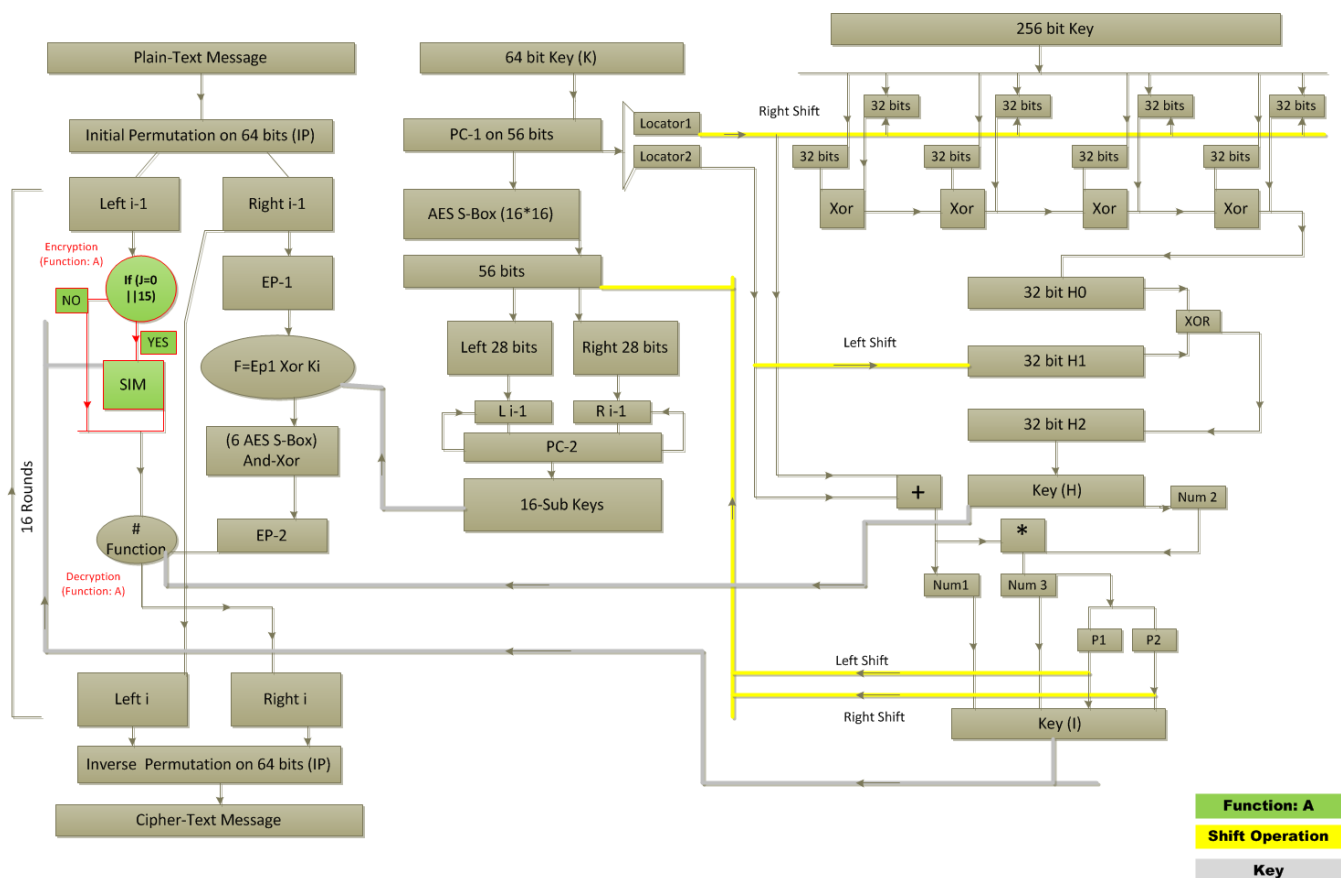 Plain-Text Message
Initial Permutation on 64 bits (IP)
Left i-1
Right i-1
Encryption
(Function: A)
If (J=0
||15)
NO
YES
SIM
EP-1
F=Ep1 Xor Ki
(6 AES S-Box)
And-Xor
EP-2
#
Function
Decryption
(Function: A)
16 Rounds
Left i
Right i
Inverse Permutation on 64 bits (IP)
Cipher-Text Message
64 bit Key (K)
PC-1 on 56 bits
Locator1
Locator2
AES S-Box (16*16)
56 bits
Left 28 bits
Right 28 bits
L i-1
R i-1
PC-2
16-Sub Keys
256 bit Key
Right Shift
32 bits
32 bits
32 bits
32 bits
32 bits
32 bits
32 bits
32 bits
Xor
Xor
Xor
Xor
32 bit H0
XOR
Left Shift
32 bit H1
32 bit H2
+
Key (H)
Num 2
*
Num1
Num 3
P1
P2
Left Shift
Right Shift
Key (I)
Function: A
Shift Operation
Key